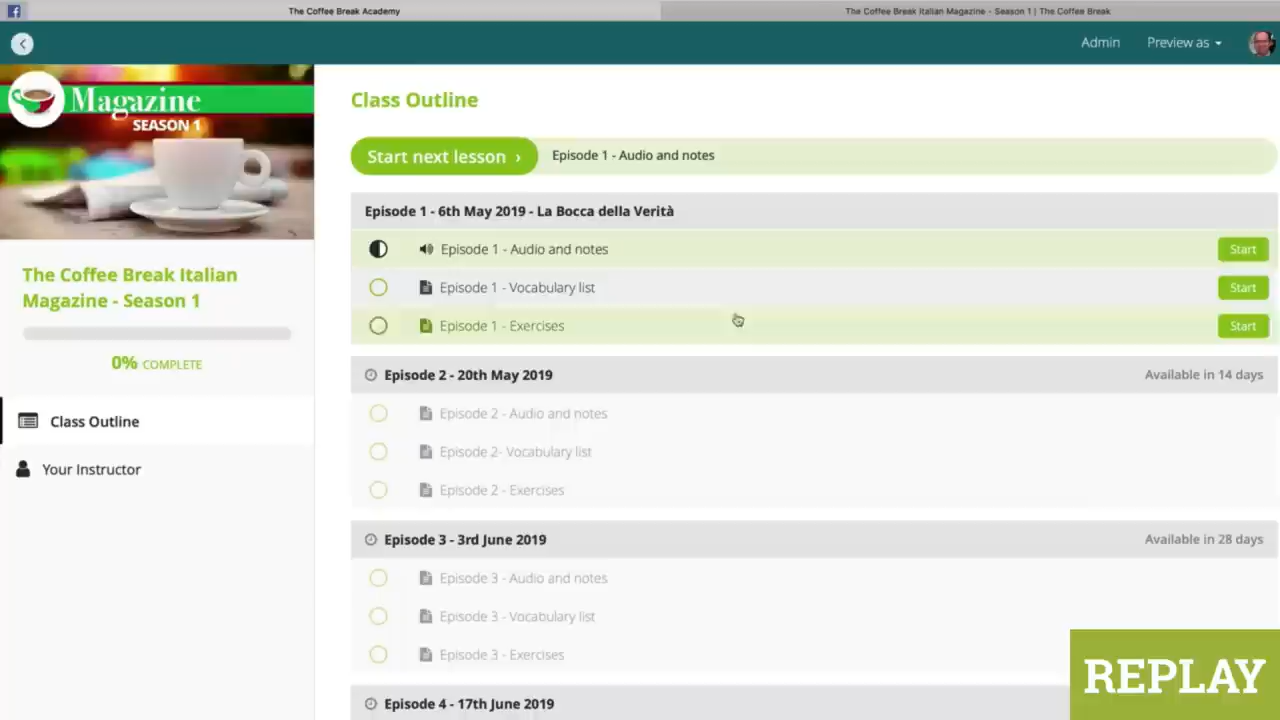 The Coffee Break Academy
The Coffee Break Italian Magazine - Season 1 | The Coffee Break
Admin
Preview as
Magazine
SEASON 1
The Coffee Break Italian
Magazine - Season 1
0% COMPLETE
Class Outline
Your Instructor
Class Outline
Start next lesson ›
Episode 1 - Audio and notes
Episode 1 - 6th May 2019 - La Bocca della Verità
Episode 1 - Audio and notes
Start
Episode 1 - Vocabulary list
Start
Episode 1 - Exercises
Start
Episode 2 - 20th May 2019
Available in 14 days
Episode 2 - Audio and notes
Episode 2- Vocabulary list
Episode 2 - Exercises
Episode 3 - 3rd June 2019
Available in 28 days
Episode 3 - Audio and notes
Episode 3 - Vocabulary list
Episode 3 - Exercises
Episode 4 - 17th June 2019
REPLAY